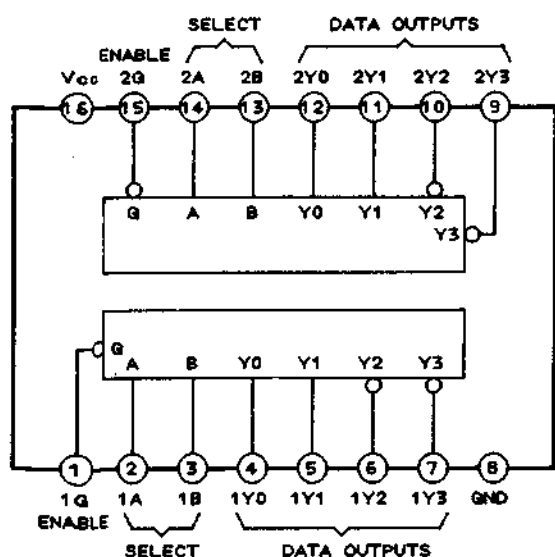 SELECT DATA OUTPUTS
ENABLE
Vcc 2G 2A 2B 2Y0 2Y1 2Y2 2Y3
16 15 14 13 12 11 10 9
G A B Y0 Y1 Y2
Y3
G
A B Y0 Y1 Y2 Y3
1 2 3 4 5 6 7 8
1G 1A 1B 1Y0 1Y1 1Y2 1Y3 GND
ENABLE
SELECT DATA OUTPUTS